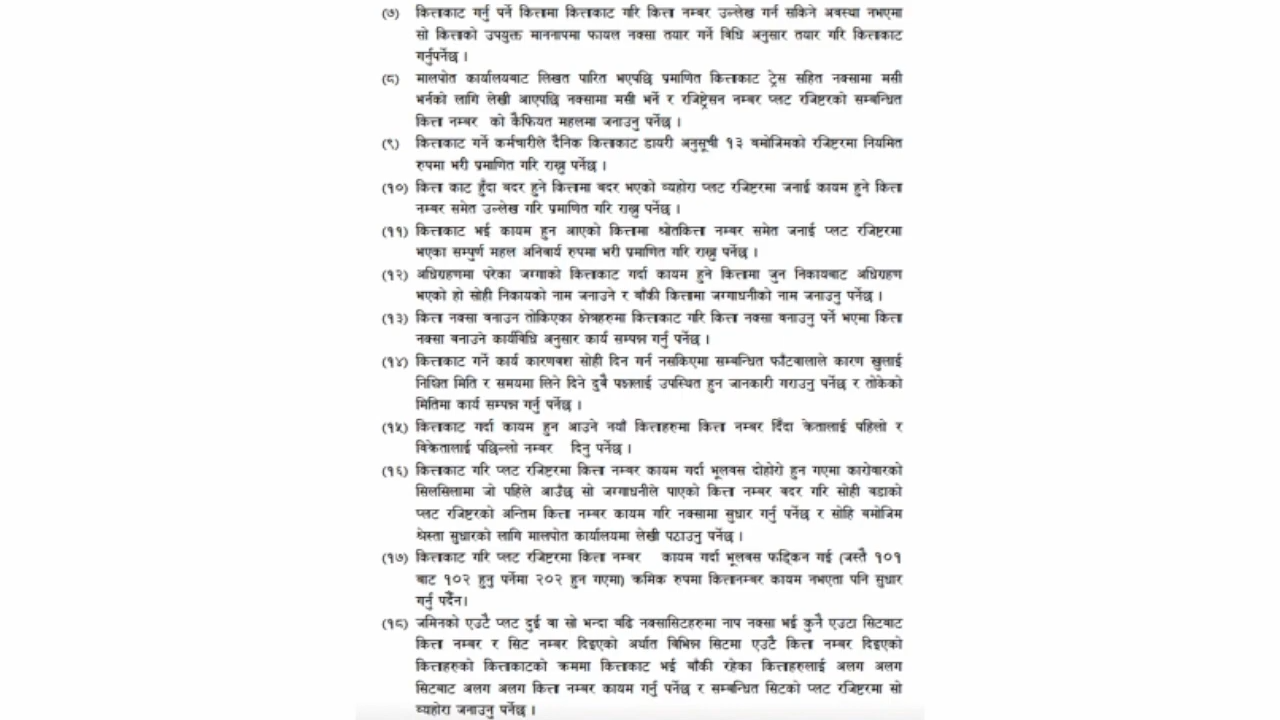 (७) कित्ताकाट गर्नु पर्ने कित्तामा कित्ताकाट गरि कित्ता नम्बर उल्लेख गर्न सकिने अवस्था नभएमा
सो कित्ताको उपयुक्त माननापमा फायल नक्सा तयार गर्ने विधि अनुसार तयार गरि कित्ताकाट
गर्नुपर्नेछ ।
(८) मालपोत कार्यालयबाट लिखत पारित भएपछि प्रमाणित कित्ताकाट ट्रेस सहित नक्सामा मसी
भर्नको लागि लेखी आएपछि नक्सामा मसी भर्ने र रजिष्ट्रेसन नम्बर प्लट रजिष्टरको सम्बन्धित
कित्ता नम्बर को कैफियत महलमा जनाउनु पर्नेछ ।
(९) कित्ताकाट गर्ने कर्मचारीले दैनिक कित्ताकाट डायरी अनुसूची १३ बमोजिमको रजिष्टरमा नियमित
रुपमा भरी प्रमाणित गरि राख्नु पर्नेछ ।
(१०) कित्ता काट हुँदा बदर हुने कित्तामा बदर भएको व्यहोरा प्लट रजिष्टरमा जनाई कायम हुने कित्ता
नम्बर समेत उल्लेख गरि प्रमाणित गरि राख्नु पर्नेछ ।
(११) कित्ताकाट भई कायम हुन आएको कित्तामा श्रोतकित्ता नम्बर समेत जनाई प्लट रजिष्टरमा
भएका सम्पुर्ण महल अनिवार्य रुपमा भरी प्रमाणित गरि राख्नु पर्नेछ ।
(१२) अधिग्रहणमा परेका जग्गाको कित्ताकाट गर्दा कायम हुने कित्तामा जुन निकायबाट अधिग्रहण
भएको हो सोही निकायको नाम जनाउने र बाँकी कित्तामा जग्गाधनीको नाम जनाउनु पर्नेछ ।
(१३) कित्ता नक्सा बनाउन तोकिएका क्षेत्रहरुमा कित्ताकाट गरि कित्ता नक्सा बनाउनु पर्ने भएमा कित्ता
नक्सा बनाउने कार्यविधि अनुसार कार्य सम्पन्न गर्नु पर्नेछ ।
(१४) कित्ताकाट गर्ने कार्य कारणबश सोही दिन गर्न नसकिएमा सम्बन्धित फाँटवालाले कारण खुलाई
निश्चित मिति र समयमा लिने दिने दुबै पक्षलाई उपस्थित हुन जानकारी गराउनु पर्नेछ र तोकेको
मितिमा कार्य सम्पन्न गर्नु पर्नेछ ।
(१५) कित्ताकाट गर्दा कायम हुन आउने नयाँ कित्ताहरुमा कित्ता नम्बर दिँदा क्रेतालाई पहिलो र
विक्रेतालाई पछिल्लो नम्बर दिनु पर्नेछ ।
(१६) कित्ताकाट गरि प्लट रजिष्टरमा कित्ता नम्बर कायम गर्दा भूलवस दोहोरो हुन गएमा कारोवारको
सिलसिलामा जो पहिले आउँछ सो जग्गाधनीले पाएको कित्ता नम्बर बदर गरि सोही वडाको
प्लट रजिष्टरको अन्तिम कित्ता नम्बर कायम गरि नक्सामा सुधार गर्नु पर्नेछ र सोहि बमोजिम
श्रेस्ता सुधारको लागि मालपोत कार्यालयमा लेखी पठाउनु पर्नेछ ।
(१७) कित्ताकाट गरि प्लट रजिष्टरमा कित्ता नम्बर कायम गर्दा भूलवस फड्किन गई (जस्तै १०१
बाट १०२ हुनु पर्नेमा २०२ हुन गएमा) क्रमिक रुपमा कित्तानम्बर कायम नभएता पनि सुधार
गर्नु पर्दैन।
(१८) जमिनको एउटै प्लट दुई वा सो भन्दा बढि नक्सासिटहरुमा नाप नक्सा भई कुनै एउटा सिटबाट
कित्ता नम्बर र सिट नम्बर दिइएको अर्थात बिभिन्न सिटमा एउटै कित्ता नम्बर दिइएको
कित्ताहरुको कित्ताकाटको क्रममा कित्ताकाट भई बाँकी रहेका कित्ताहरुलाई अलग अलग
सिटबाट अलग अलग कित्ता नम्बर कायम गर्नु पर्नेछ र सम्बन्धित सिटको प्लट रजिष्टरमा सो
व्यहोरा जनाउनु पर्नेछ ।